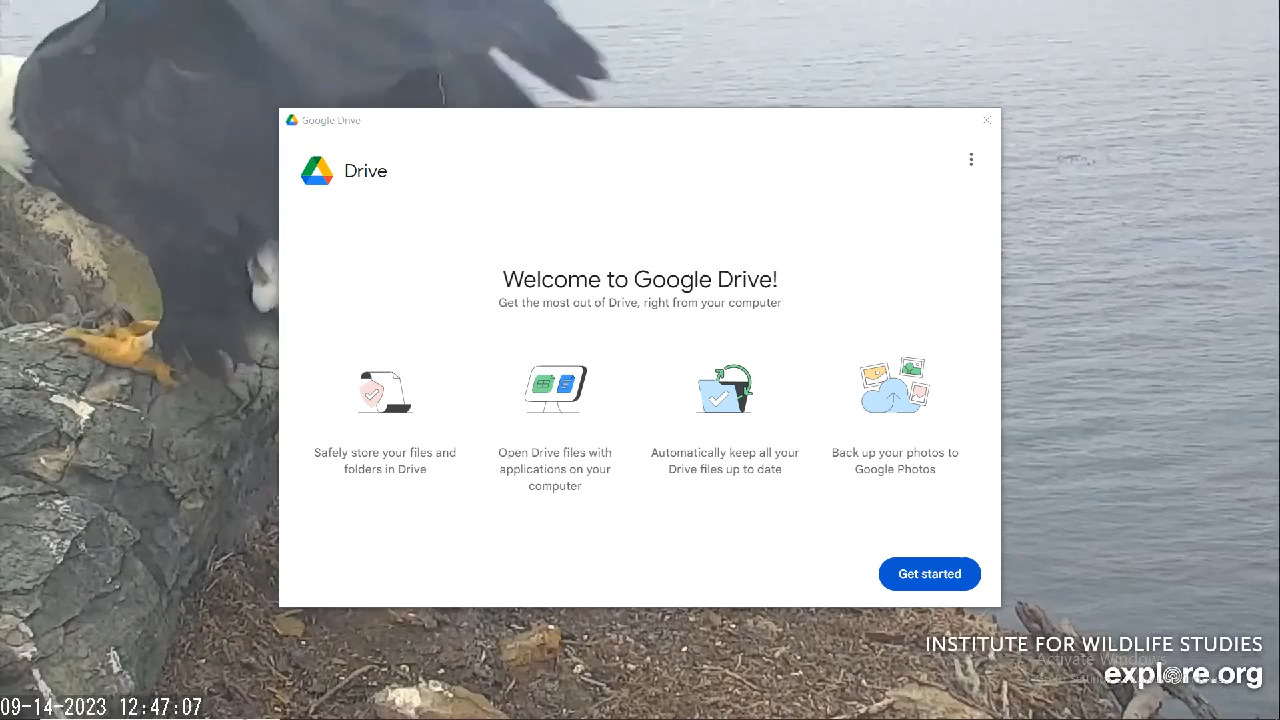 Google Drive
Drive
Welcome to Google Drive!
Get the most out of Drive, right from your computer
Safely store your files and
folders in Drive
Open Drive files with
applications on your
computer
Automatically keep all your
Drive files up to date
Back up your photos to
Google Photos
Get started
INSTITUTE FOR WILDLIFE STUDIES
Activate Windows
explore.org
09-14-2023 12:47:07